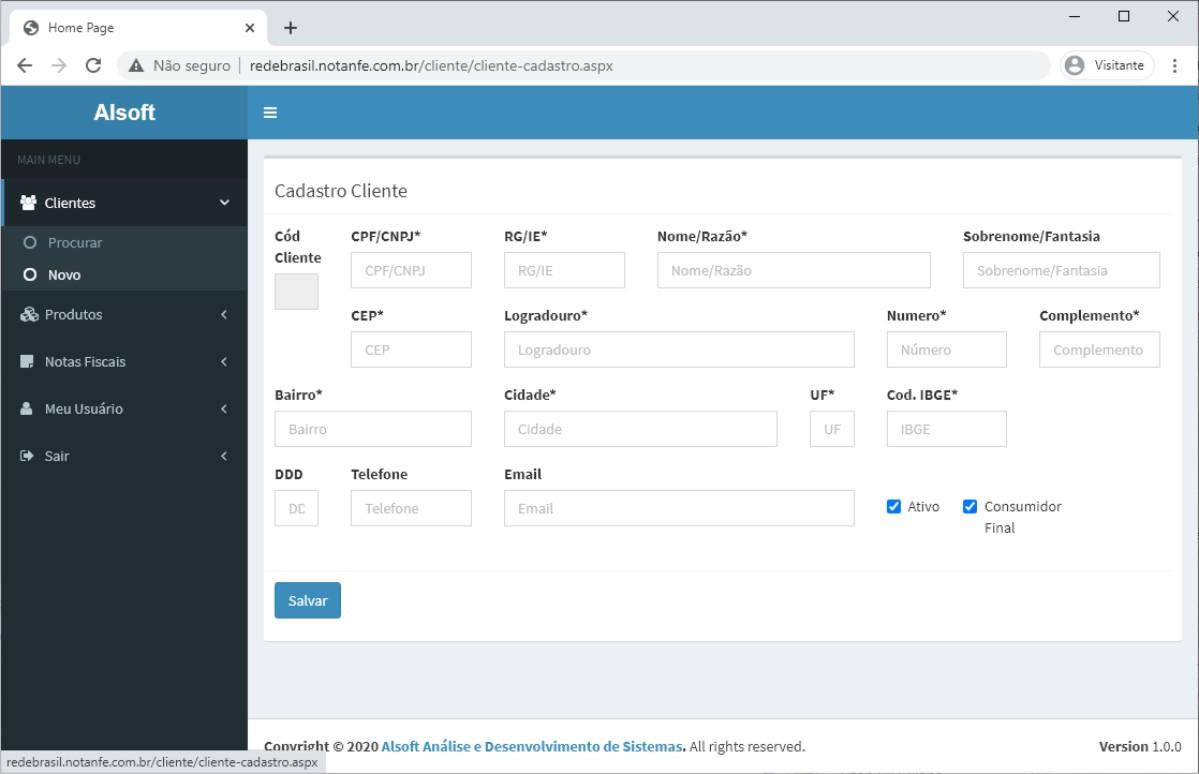 Home Page
Não seguro | redebrasil.notanfe.com.br/cliente/cliente-cadastro.aspx
Visitante
Alsoft
MAIN MENU
Clientes
Procurar
Novo
Produtos
Notas Fiscais
Meu Usuário
Sair
Cadastro Cliente
Cód Cliente
CPF/CNPJ*
RG/IE*
Nome/Razão*
Sobrenome/Fantasia
CPF/CNPJ
RG/IE
Nome/Razão
Sobrenome/Fantasia
CEP*
Logradouro*
Numero*
Complemento*
CEP
Logradouro
Número
Complemento
Bairro*
Cidade*
UF*
Cod. IBGE*
Bairro
Cidade
UF
IBGE
DDD
Telefone
Email
Telefone
Email
Ativo
Consumidor
Final
Salvar
Copyright © 2020 Alsoft Análise e Desenvolvimento de Sistemas. All rights reserved.
Version 1.0.0
redebrasil.notanfe.com.br/cliente/cliente-cadastro.aspx